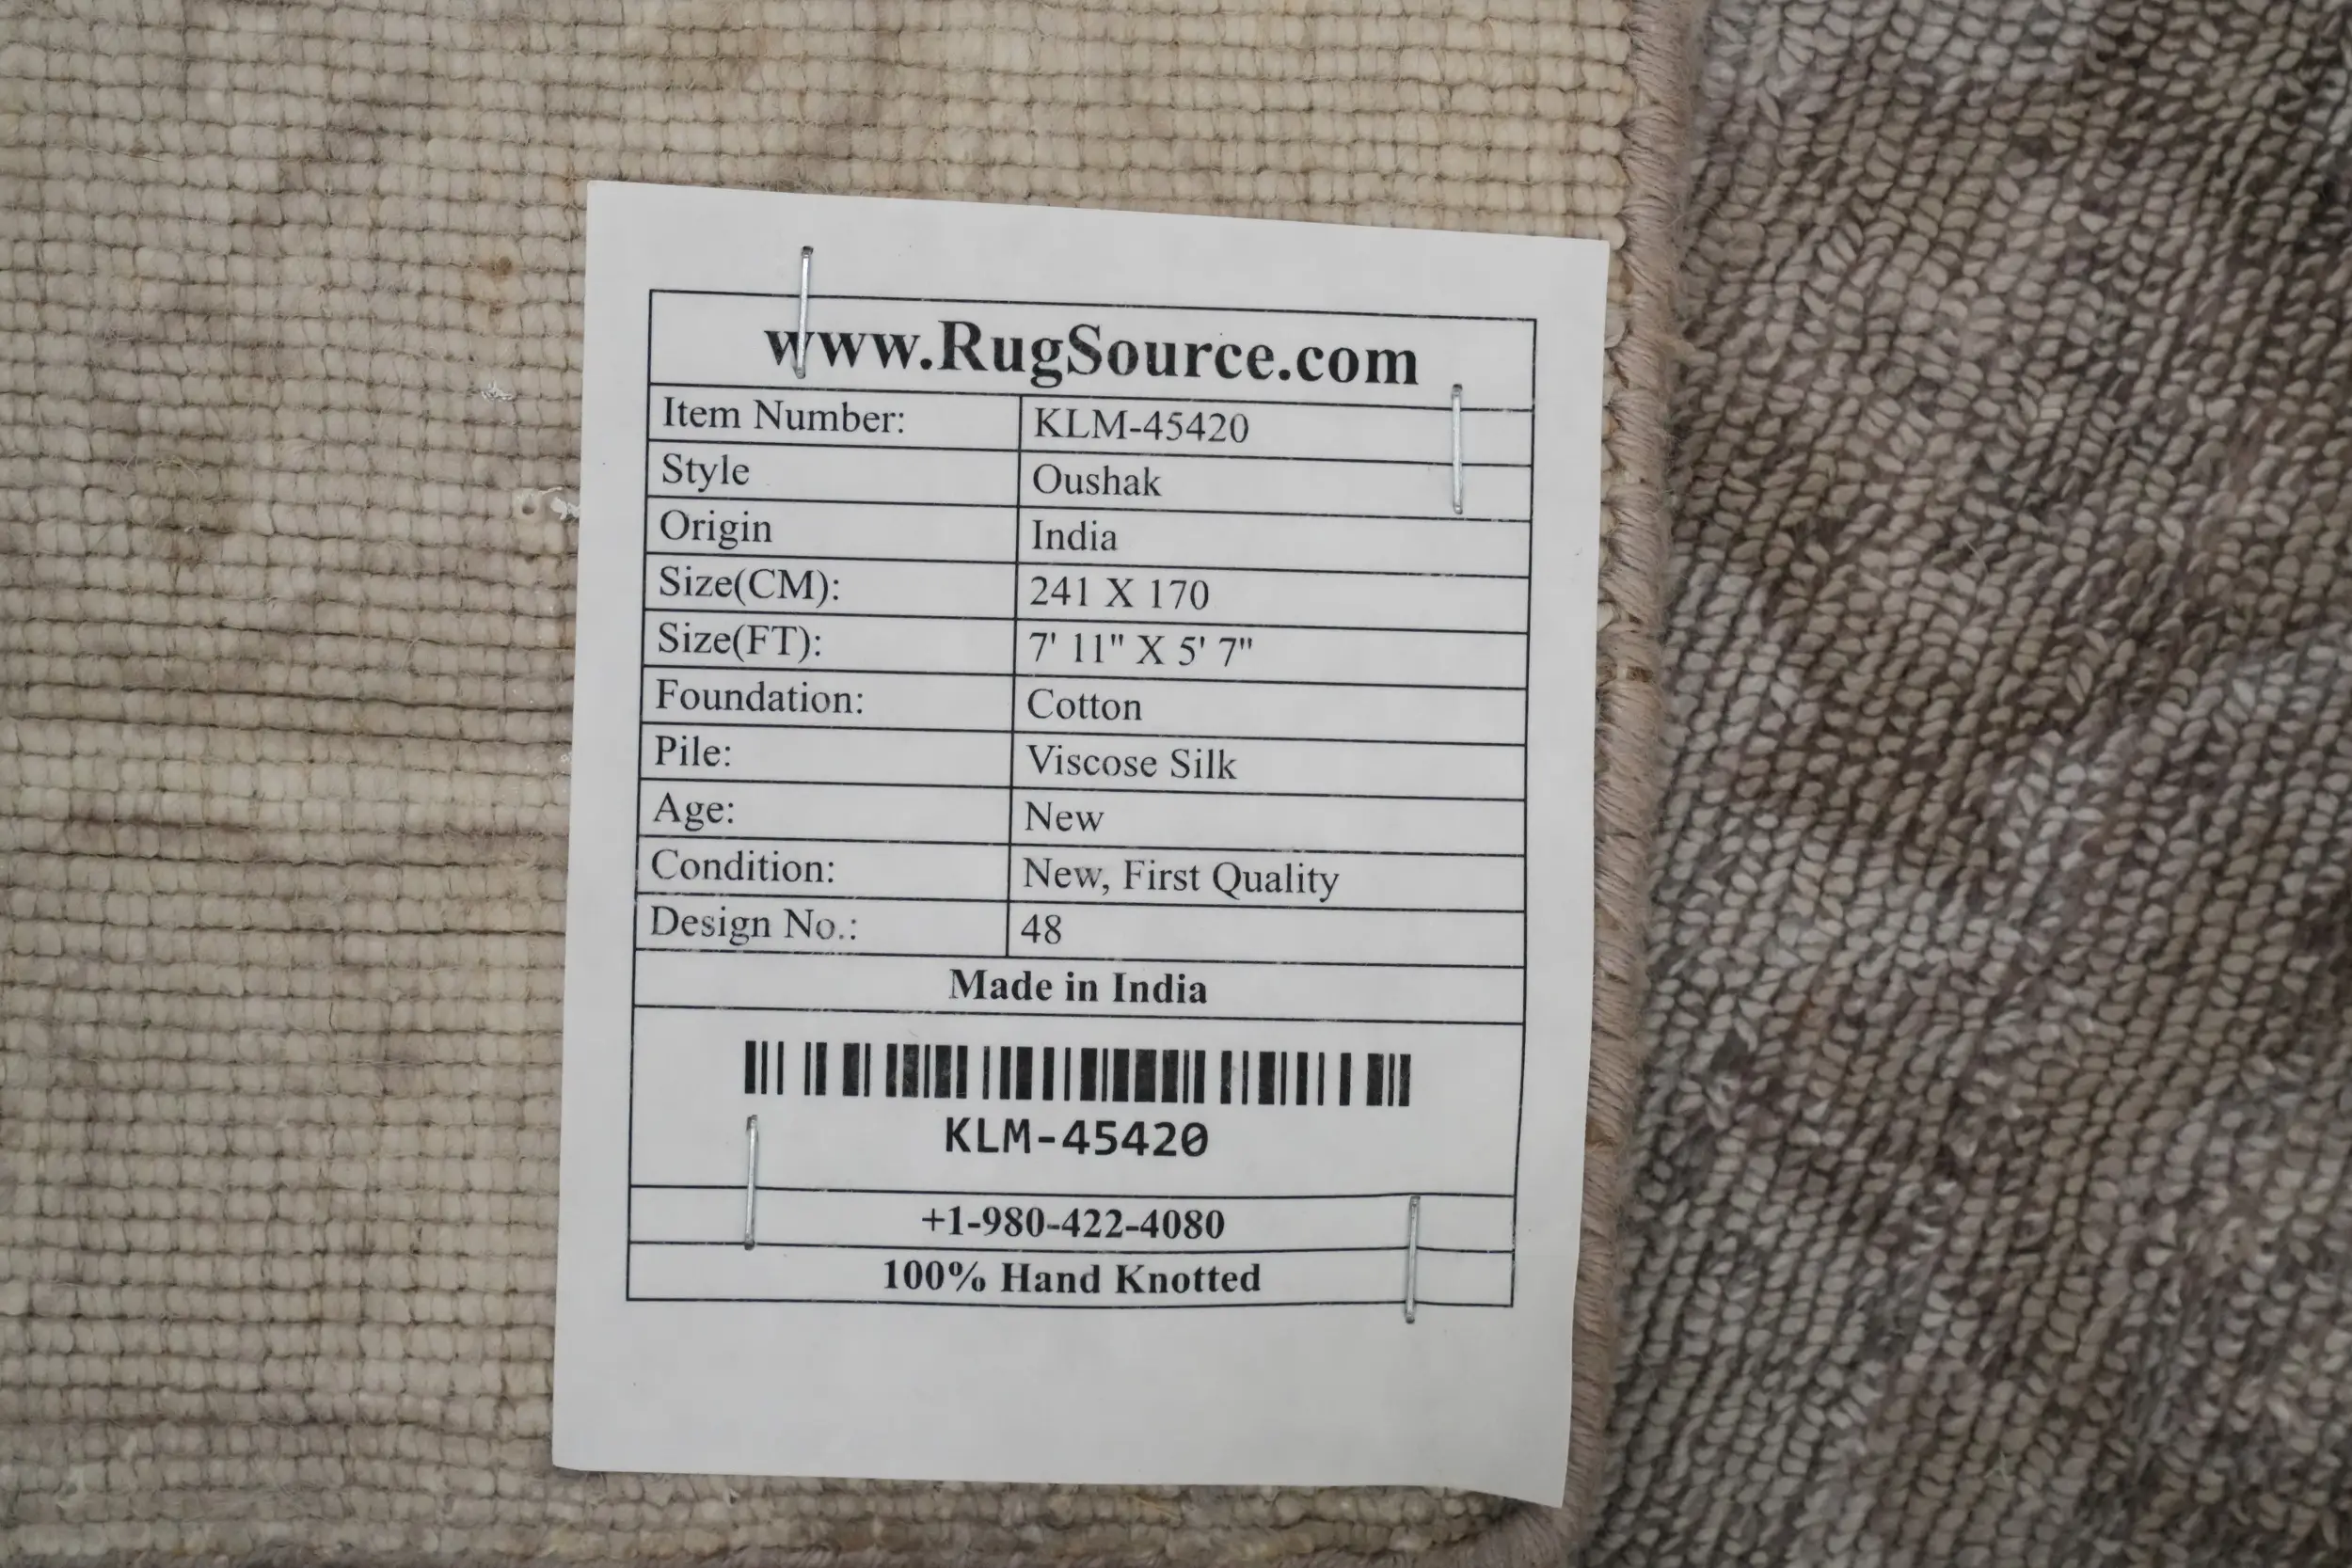 www.RugSource.com
Item Number: KLM-45420
Style Oushak
Origin India
Size(CM): 241 X 170
Size(FT): 7' 11" X 5' 7"
Foundation: Cotton
Pile: Viscose Silk
Age: New
Condition: New, First Quality
Design No.: 48
Made in India
KLM-45420
+1-980-422-4080
100% Hand Knotted